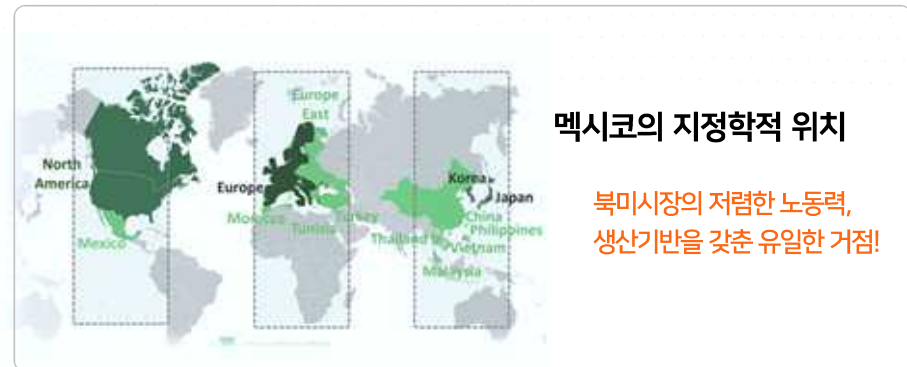 멕시코의 지정학적 위치
북미시장의 저렴한 노동력,
생산기반을 갖춘 유일한 거점!
North
America
Mexico
Europe
East
Europe
Morocco
Tunisia
Turkey
Korea
Japan
China
Philippines
Thailand
Vietnam
Malaysia